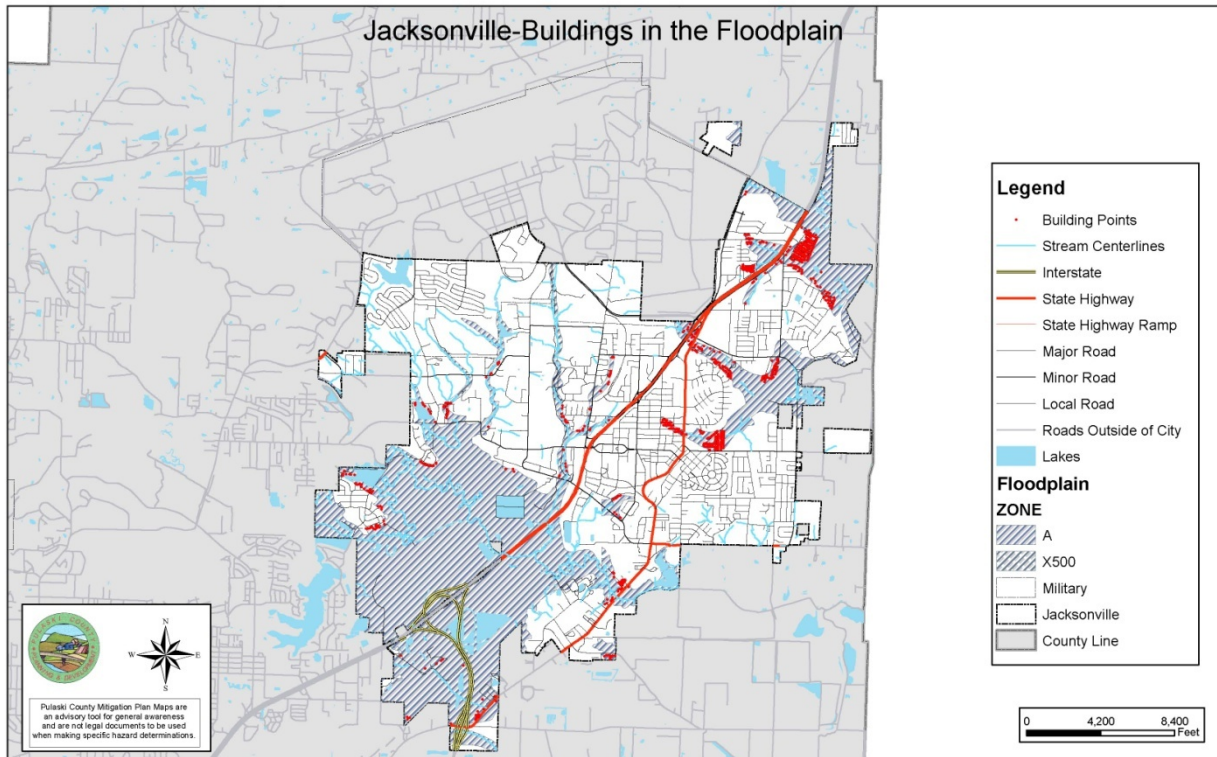 Jacksonville-Buildings in the Floodplain
Legend
Building Points
Stream Centerlines
Interstate
State Highway
State Highway Ramp
Major Road
Minor Road
Local Road
Roads Outside of City
Lakes
Floodplain
ZONE
A
X500
Military
Jacksonville
County Line
N
W E
S
Pulaski County Mitigation Plan Maps are
an advisory tool for general awareness
and are not legal documents to be used
when making specific hazard determinations.
0 4,200 8,400
Feet